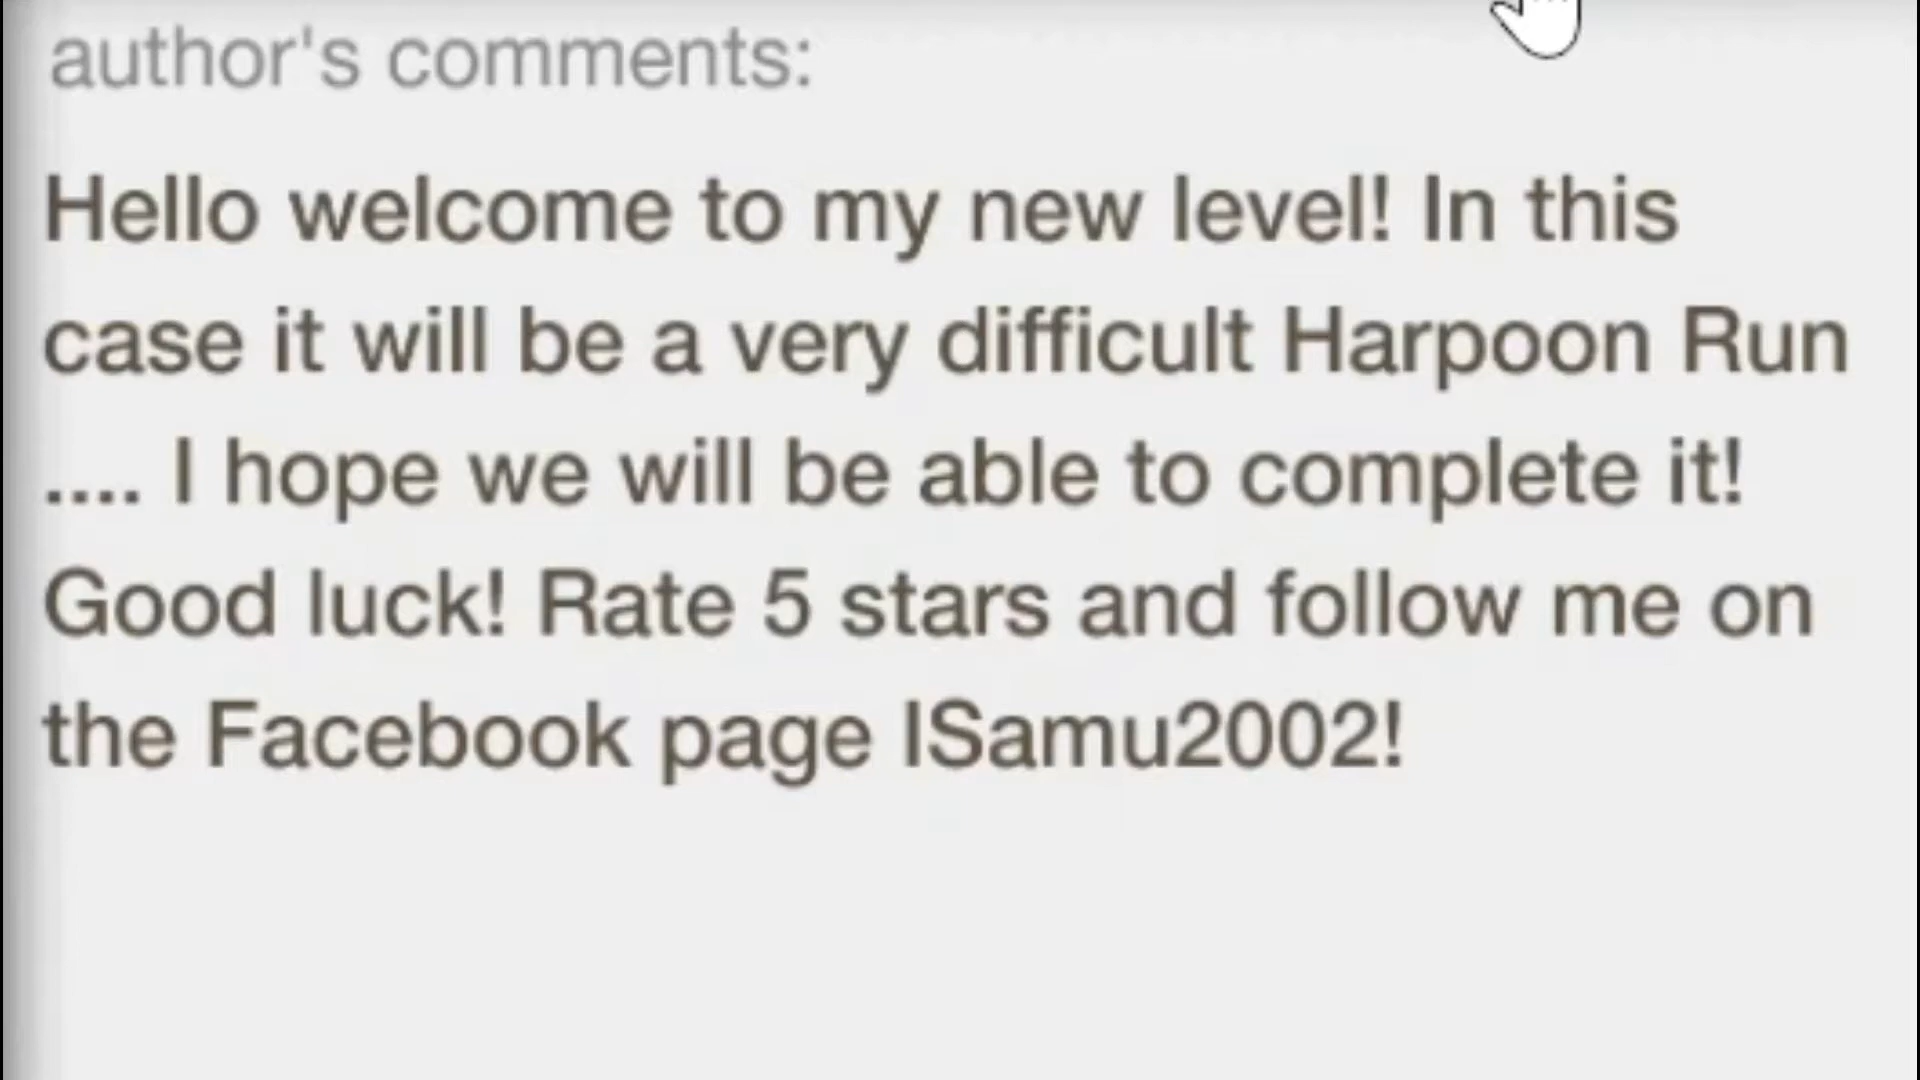 author's comments:
Hello welcome to my new level! In this
case it will be a very difficult Harpoon Run
.... I hope we will be able to complete it!
Good luck! Rate 5 stars and follow me on
the Facebook page ISamu2002!